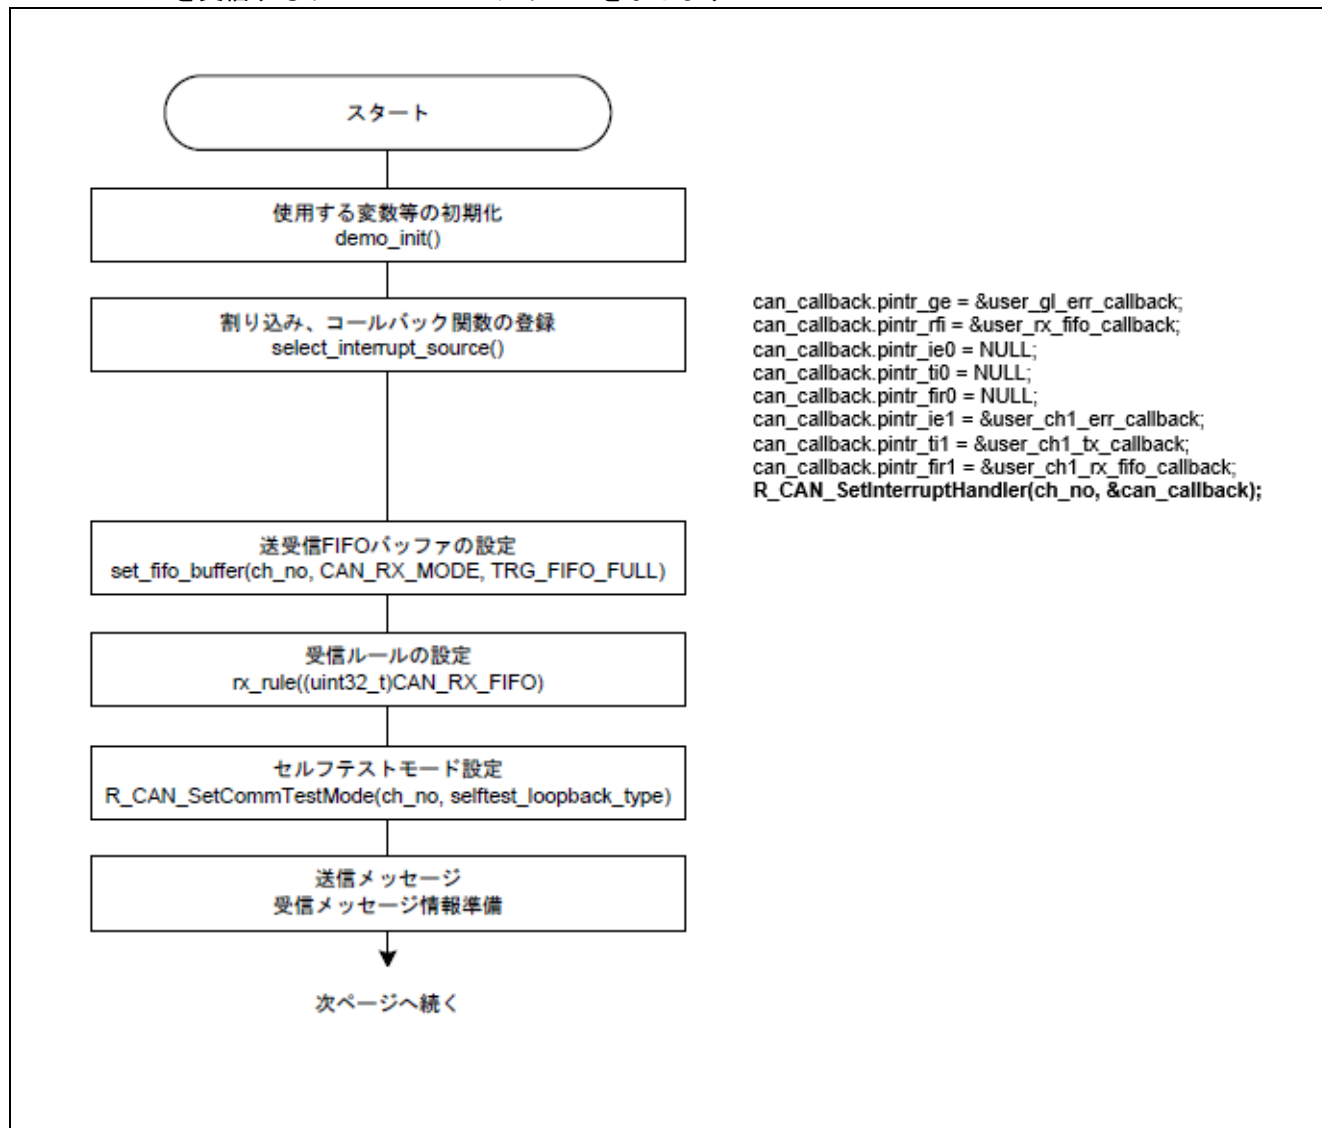 スタート
使用する変数等の初期化
demo_init()
割り込み、コールバック関数の登録
select_interrupt_source()
can_callback.pintr_ge = &user_gl_err_callback;
can_callback.pintr_rfi = &user_rx_fifo_callback;
can_callback.pintr_ie0 = NULL;
can_callback.pintr_ti0 = NULL;
can_callback.pintr_fir0 = NULL;
can_callback.pintr_ie1 = &user_ch1_err_callback;
can_callback.pintr_ti1 = &user_ch1_tx_callback;
can_callback.pintr_fir1 = &user_ch1_rx_fifo_callback;
R_CAN_SetInterruptHandler(ch_no, &can_callback);
送受信FIFOバッファの設定
set_fifo_buffer(ch_no, CAN_RX_MODE, TRG_FIFO_FULL)
受信ルールの設定
rx_rule((uint32_t)CAN_RX_FIFO)
セルフテストモード設定
R_CAN_SetCommTestMode(ch_no, selftest_loopback_type)
送信メッセージ
受信メッセージ情報準備
次ページへ続く